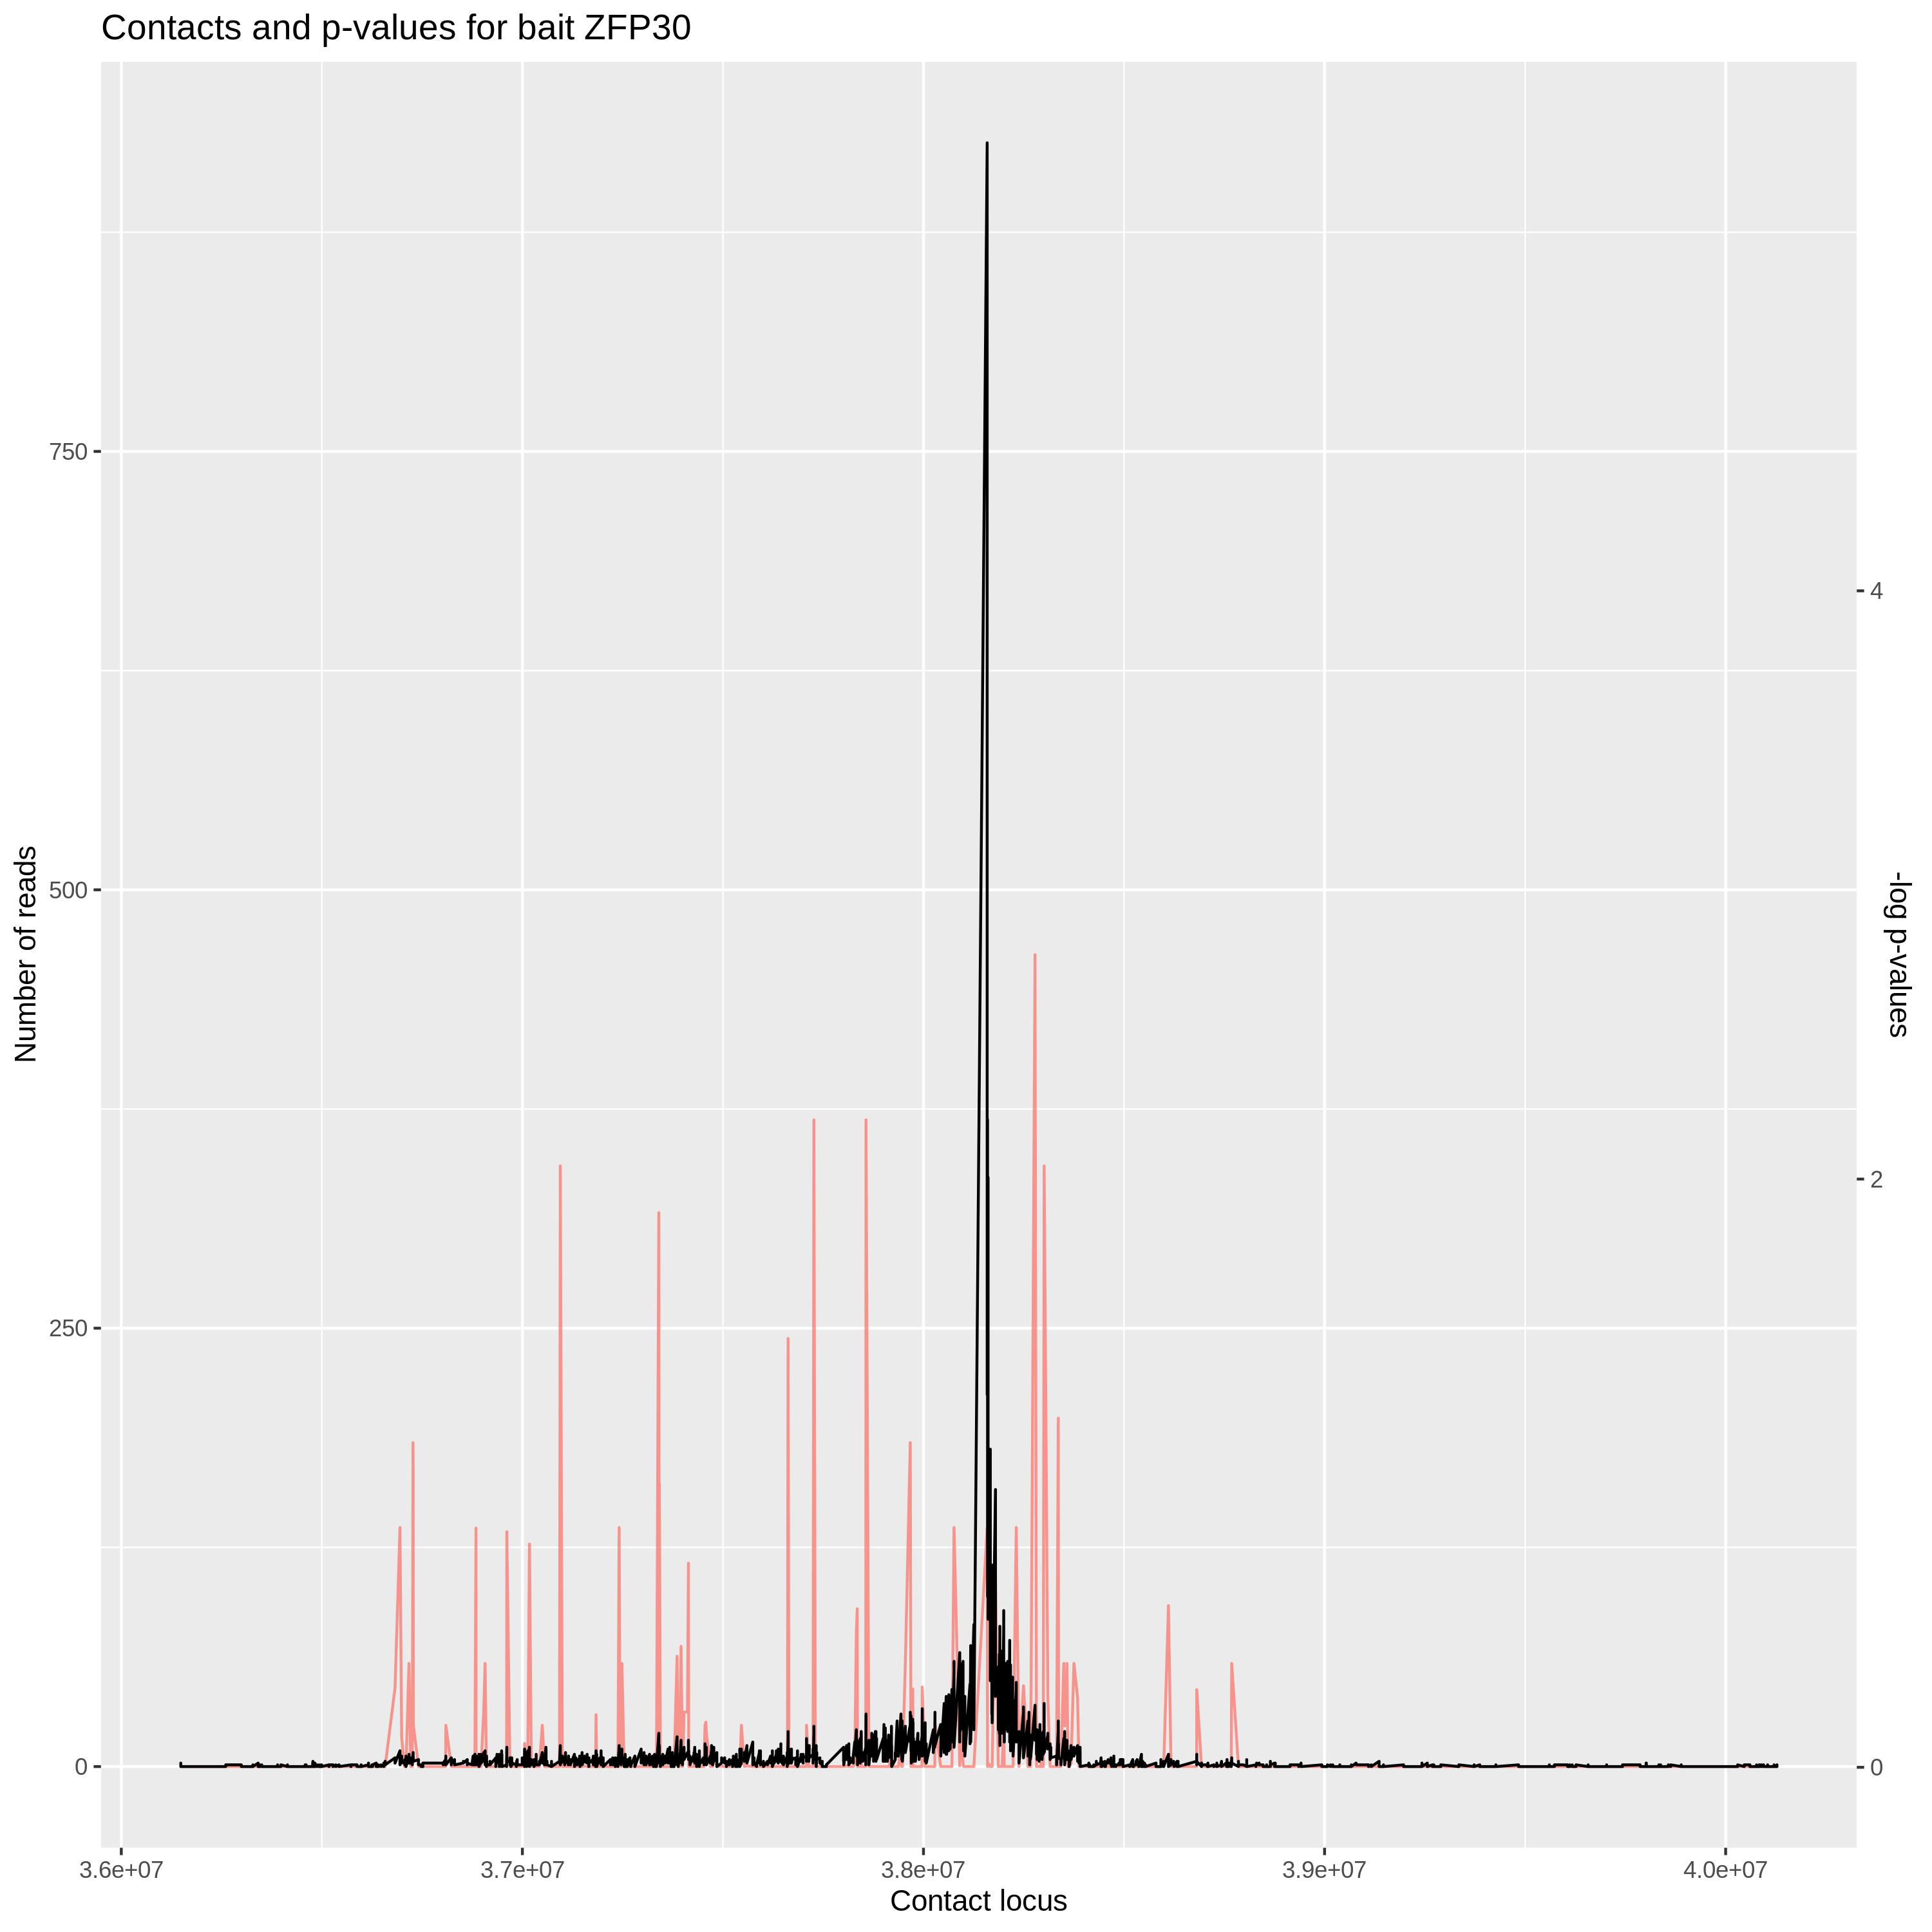 Contacts and p-values for bait ZFP30
750
500
250
0
Number of reads
4
2
0
-log p-values
3.6e+07
3.7e+07
3.8e+07
3.9e+07
4.0e+07
Contact locus